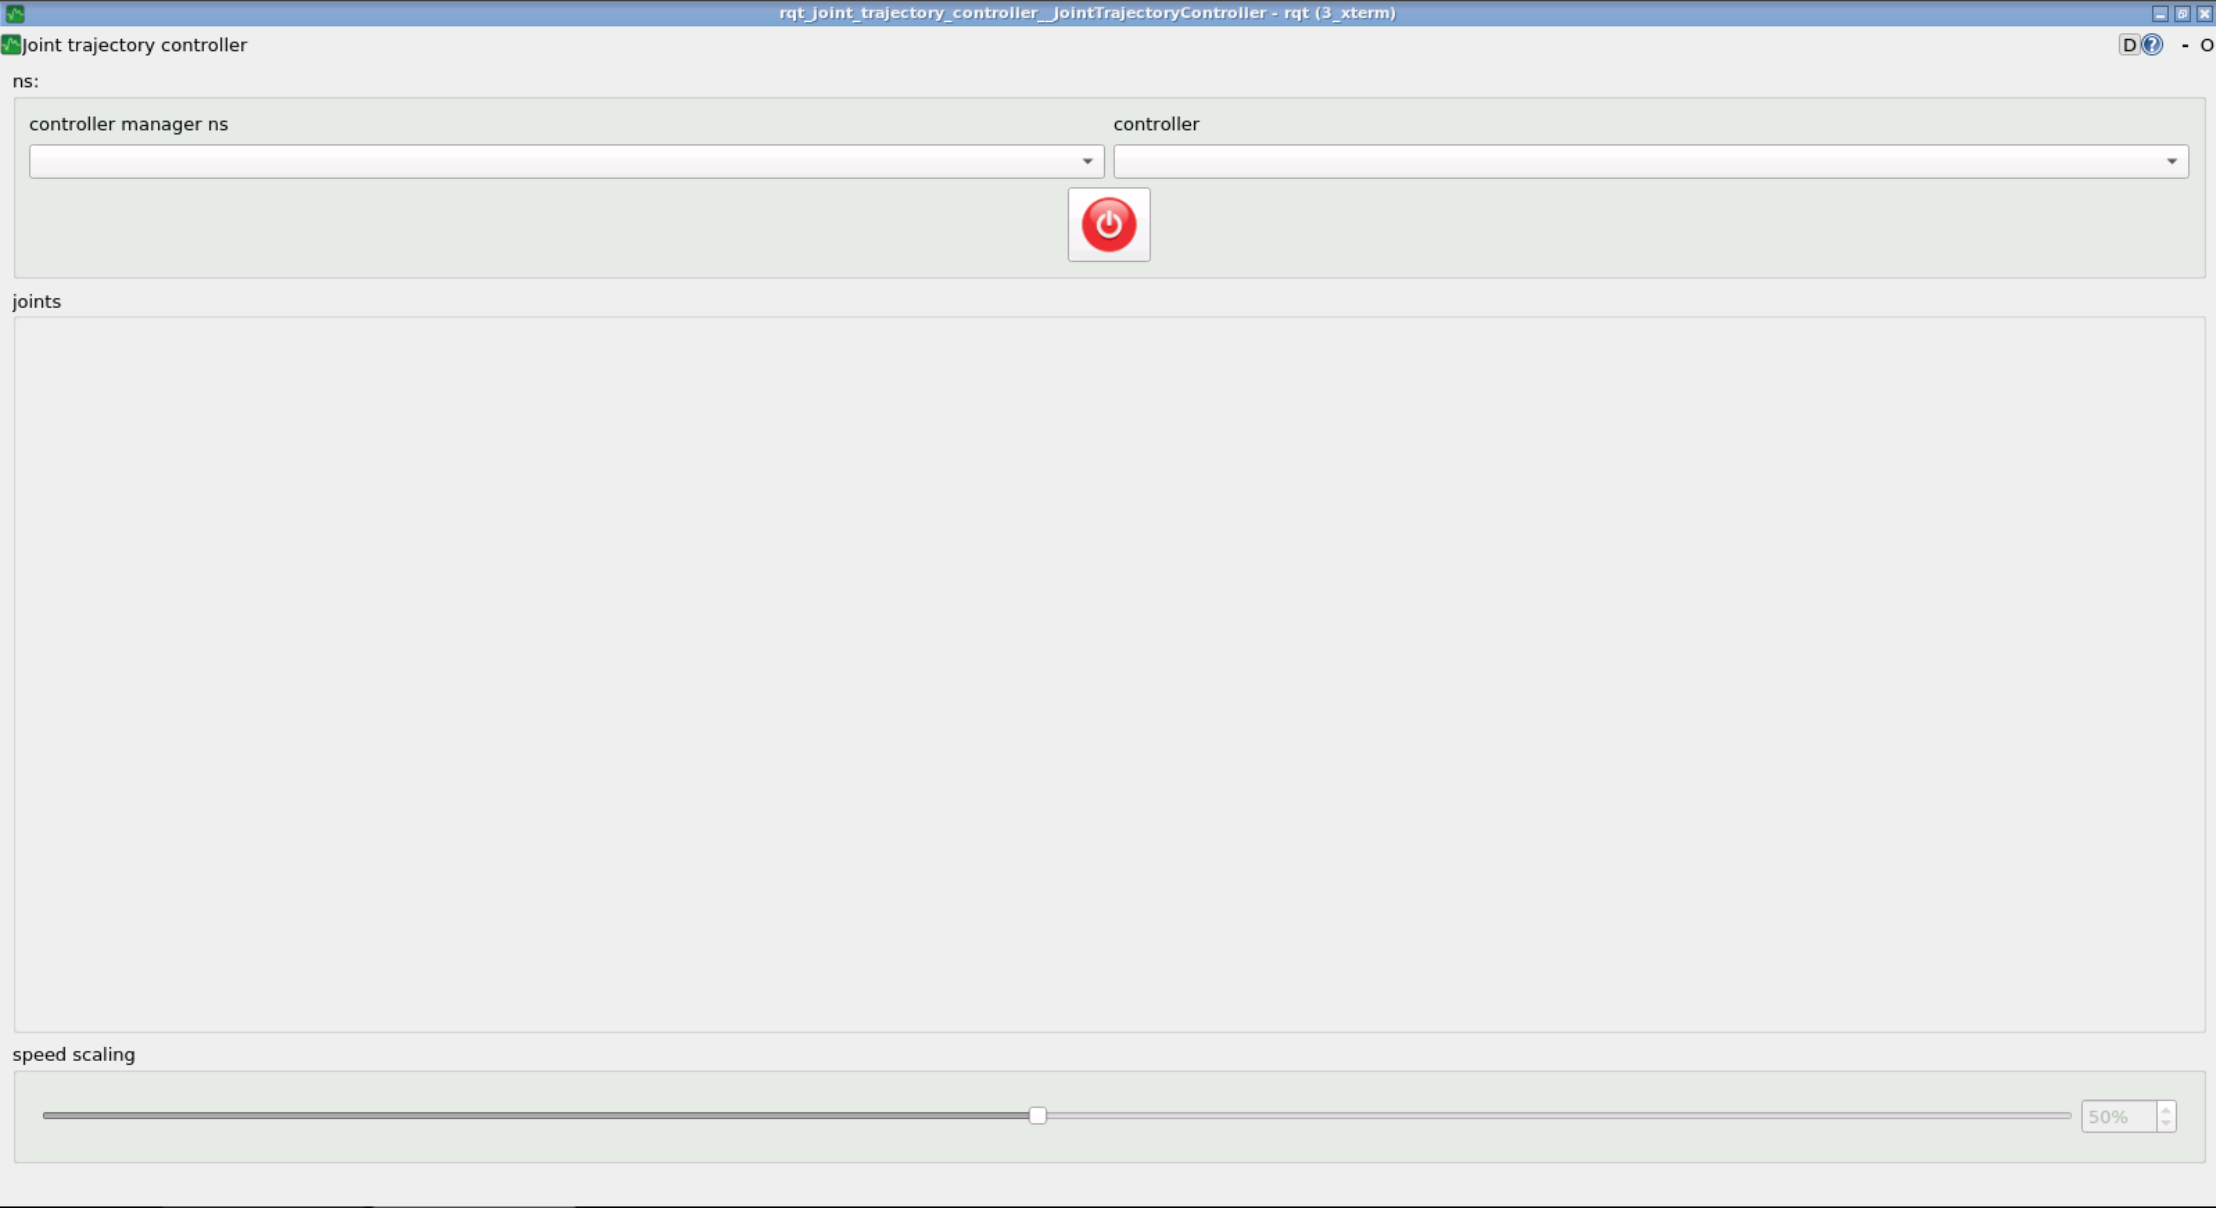 rqt_joint_trajectory_controller__JointTrajectoryController - rqt (3_xterm)
Joint trajectory controller
D ? - O
ns:
controller manager ns
controller
joints
speed scaling
50%